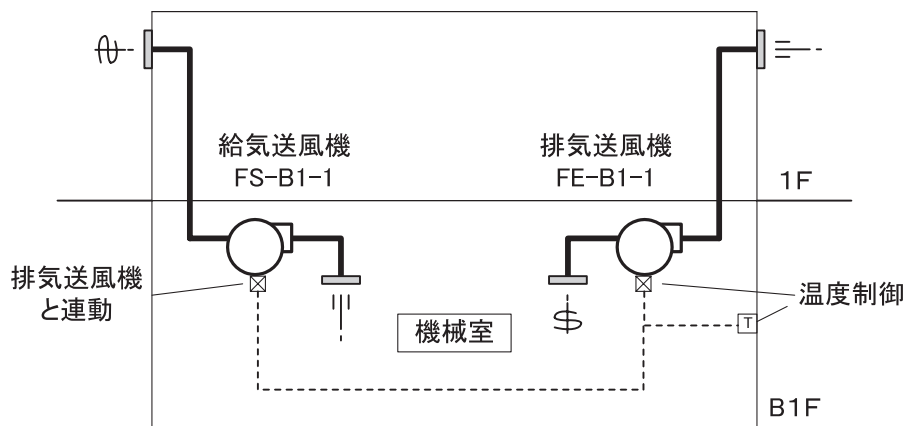 給気送風機
FS-B1-1
排気送風機
FE-B1-1
1F
排気送風機
と連動
温度制御
T
機械室
B1F